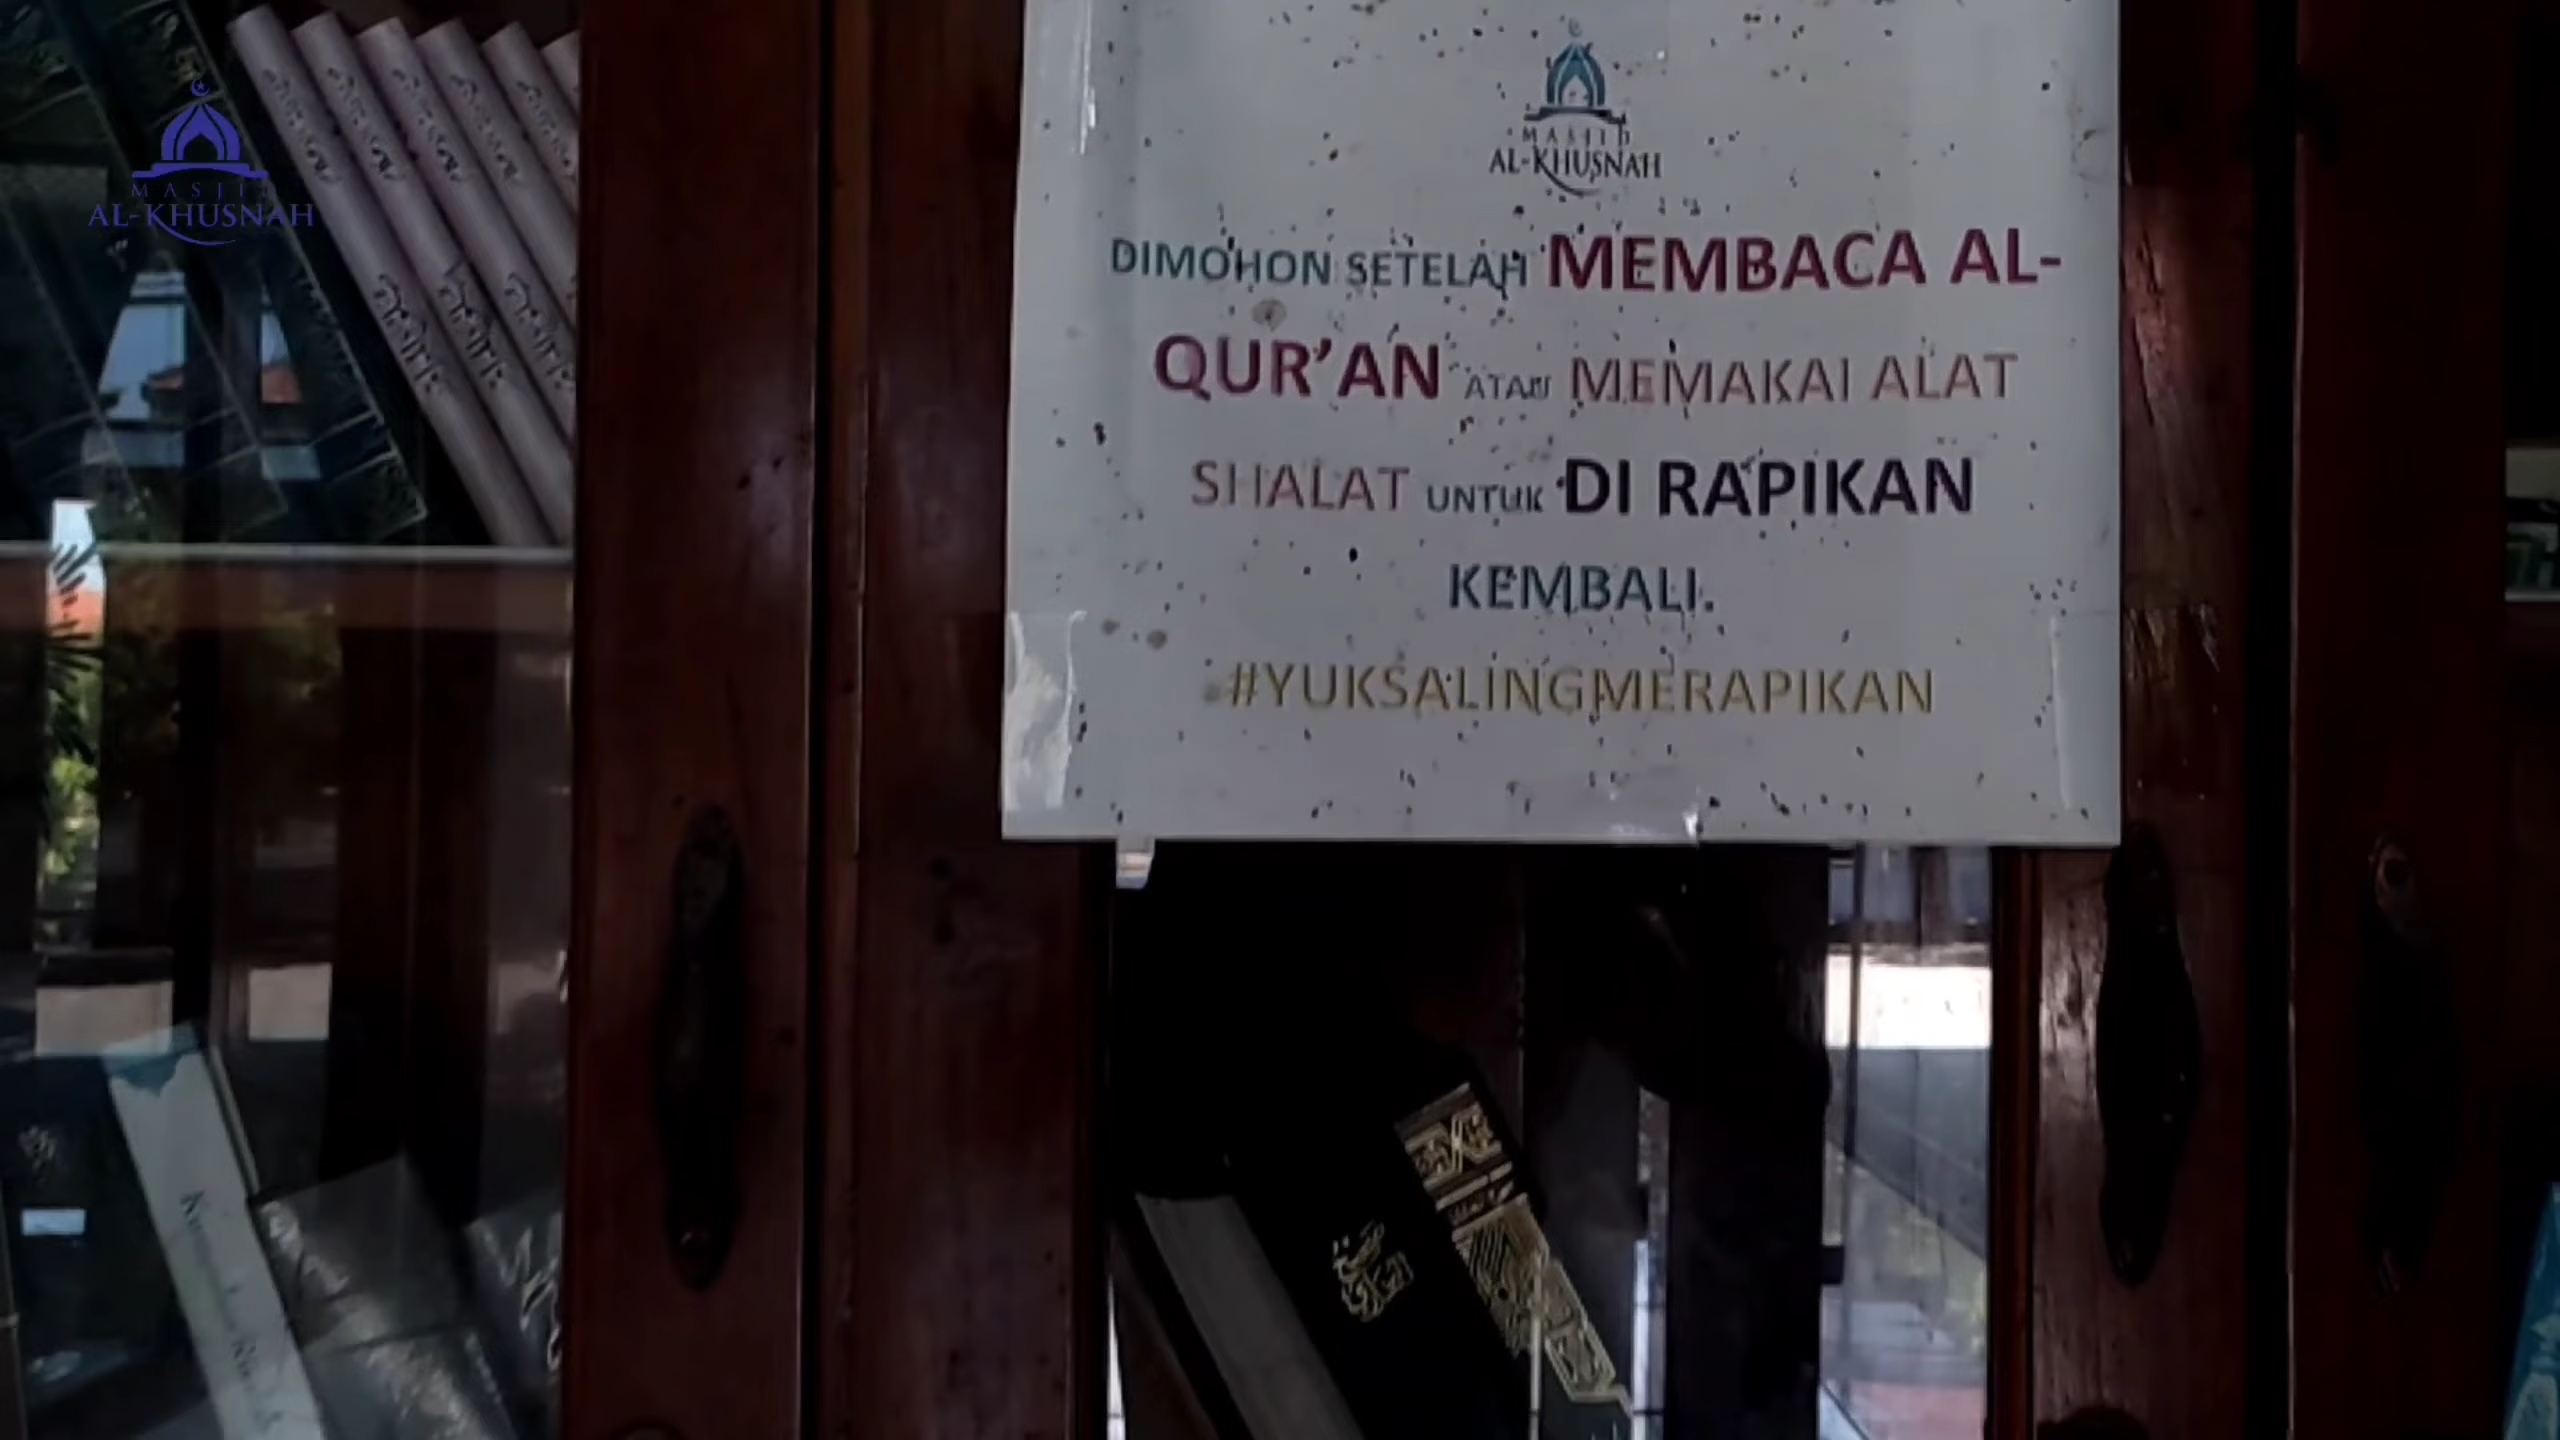 MASJID
AL-KHUSNAH
MASJID
AL-KHUSNAH
DIMOHON SETELAH MEMBACA AL-
QUR'AN ATAU MEMAKAI ALAT
SHALAT UNTUK DI RAPIKAN
KEMBALI.
#YUKSALINGMERAPIKAN